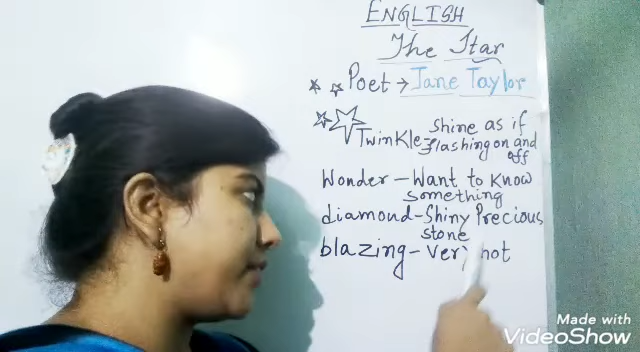 ENGLISH
The Star
Poet → Jane Taylor
Twinkle⇒ Shine as if
flashing on and
off
Wonder – Want to Know
something
diamond – Shiny Precious
stone
blazing – Very hot
Made with
VideoShow